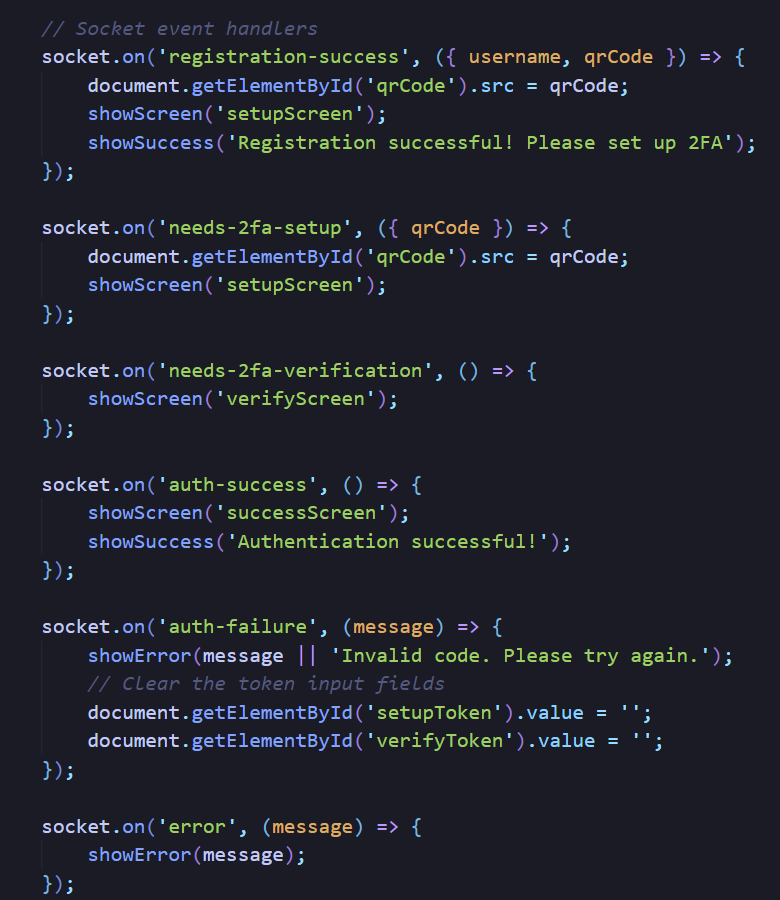 // Socket event handlers
socket.on('registration-success', ({ username, qrCode }) => {
    document.getElementById('qrCode').src = qrCode;
    showScreen('setupScreen');
    showSuccess('Registration successful! Please set up 2FA');
});

socket.on('needs-2fa-setup', ({ qrCode }) => {
    document.getElementById('qrCode').src = qrCode;
    showScreen('setupScreen');
});

socket.on('needs-2fa-verification', () => {
    showScreen('verifyScreen');
});

socket.on('auth-success', () => {
    showScreen('successScreen');
    showSuccess('Authentication successful!');
});

socket.on('auth-failure', (message) => {
    showError(message || 'Invalid code. Please try again.');
    // Clear the token input fields
    document.getElementById('setupToken').value = '';
    document.getElementById('verifyToken').value = '';
});

socket.on('error', (message) => {
    showError(message);
});